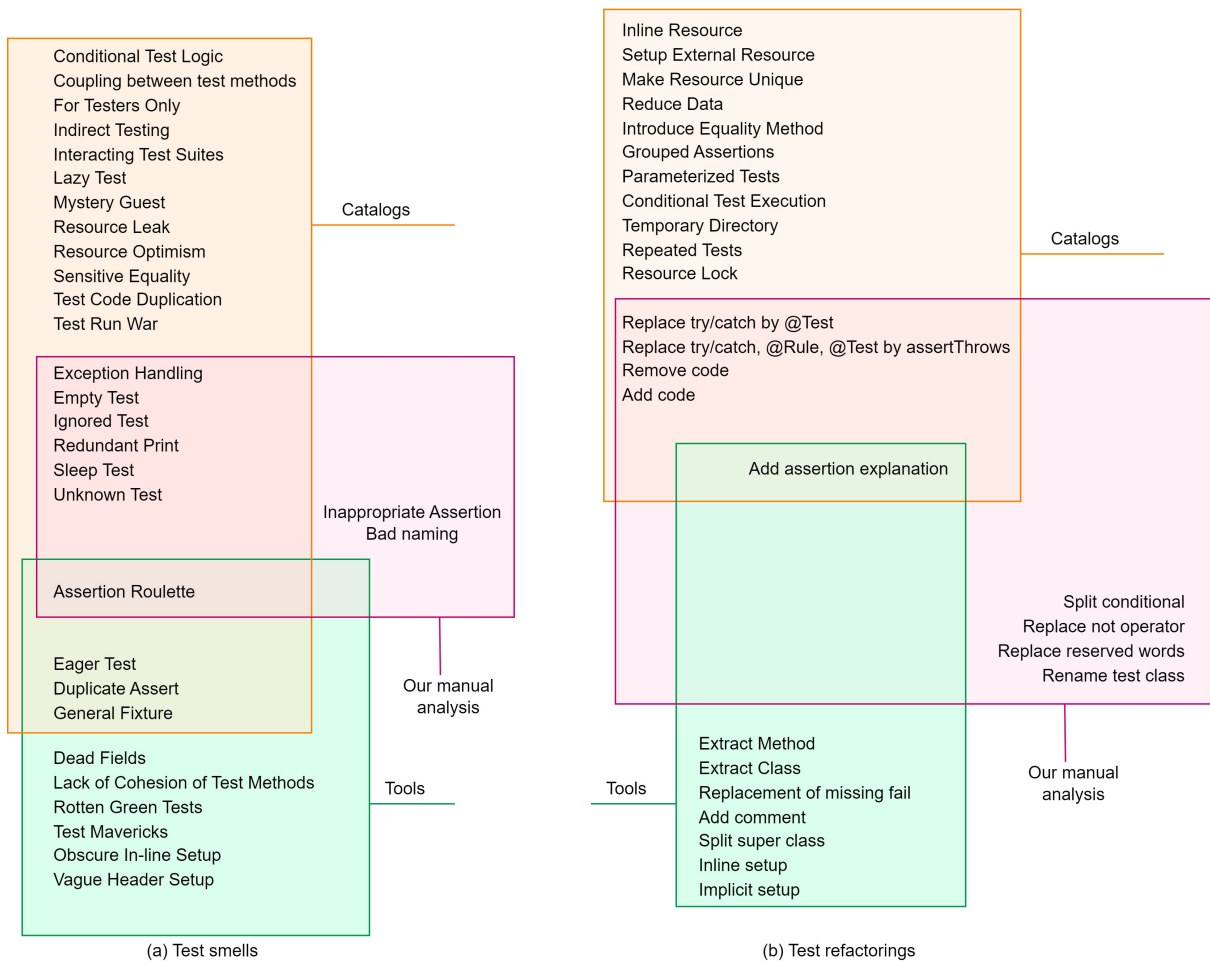 Conditional Test Logic
Coupling between test methods
For Testers Only
Indirect Testing
Interacting Test Suites
Lazy Test
Mystery Guest
Resource Leak
Resource Optimism
Sensitive Equality
Test Code Duplication
Test Run War
Catalogs
Exception Handling
Empty Test
Ignored Test
Redundant Print
Sleep Test
Unknown Test
Inappropriate Assertion
Bad naming
Assertion Roulette
Eager Test
Duplicate Assert
General Fixture
Our manual
analysis
Dead Fields
Lack of Cohesion of Test Methods
Rotten Green Tests
Test Mavericks
Obscure In-line Setup
Vague Header Setup
Tools
(a) Test smells
Inline Resource
Setup External Resource
Make Resource Unique
Reduce Data
Introduce Equality Method
Grouped Assertions
Parameterized Tests
Conditional Test Execution
Temporary Directory
Repeated Tests
Resource Lock
Catalogs
Replace try/catch by @Test
Replace try/catch, @Rule, @Test by assertThrows
Remove code
Add code
Add assertion explanation
Split conditional
Replace not operator
Replace reserved words
Rename test class
Our manual
analysis
Tools
Extract Method
Extract Class
Replacement of missing fail
Add comment
Split super class
Inline setup
Implicit setup
(b) Test refactorings